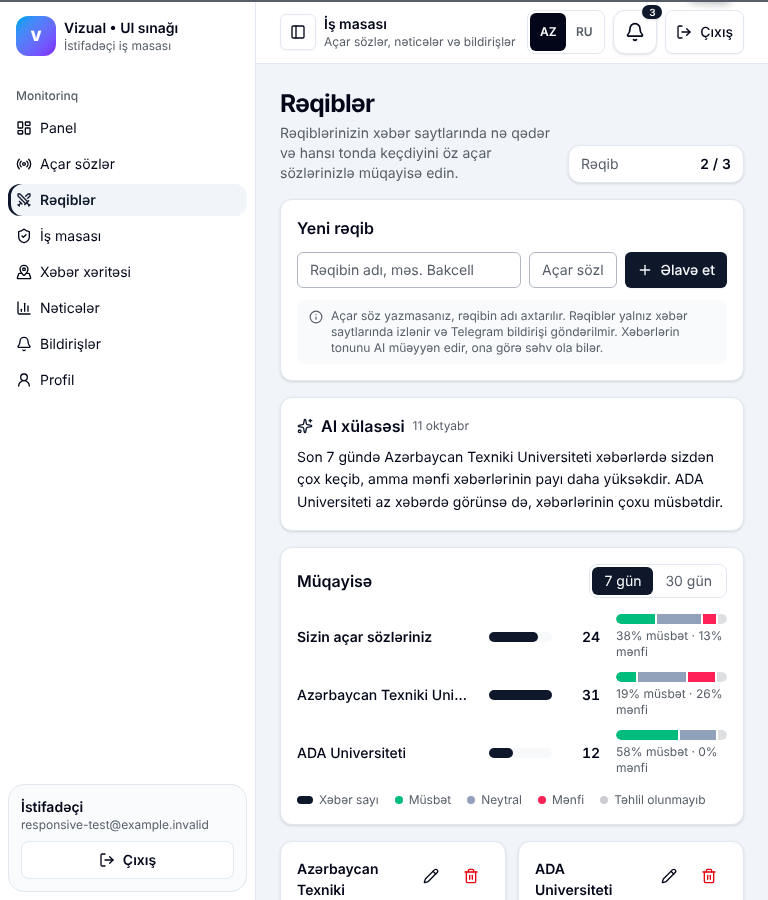 v
Vizual • UI sınağı
İstifadəçi iş masası
Monitorinq
Panel
Açar sözlər
Rəqiblər
İş masası
Xəbər xəritəsi
Nəticələr
Bildirişlər
Profil
İstifadəçi
responsive-test@example.invalid
Çıxış
İş masası
Açar sözlər, nəticələr və bildirişlər
AZ
RU
3
Çıxış
Rəqiblər
Rəqiblərinizin xəbər saytlarında nə qədər
və hansı tonda keçdiyini öz açar
sözlərinizlə müqayisə edin.
Rəqib 2 / 3
Yeni rəqib
Rəqibin adı, məs. Bakcell
Açar sözl
Əlavə et
Açar söz yazmasanız, rəqibin adı axtarılır. Rəqiblər yalnız xəbər
saytlarında izlənir və Telegram bildirişi göndərilmir. Xəbərlərin
tonunu AI müəyyən edir, ona görə səhv ola bilər.
AI xülasəsi 11 oktyabr
Son 7 gündə Azərbaycan Texniki Universiteti xəbərlərdə sizdən
çox keçib, amma mənfi xəbərlərinin payı daha yüksəkdir. ADA
Universiteti az xəbərdə görünsə də, xəbərlərinin çoxu müsbətdir.
Müqayisə
7 gün
30 gün
Sizin açar sözləriniz 24
38% müsbət · 13%
mənfi
Azərbaycan Texniki Uni... 31
19% müsbət · 26%
mənfi
ADA Universiteti 12
58% müsbət · 0%
mənfi
Xəbər sayı Müsbət Neytral Mənfi Təhlil olunmayıb
Azərbaycan
Texniki
ADA
Universiteti